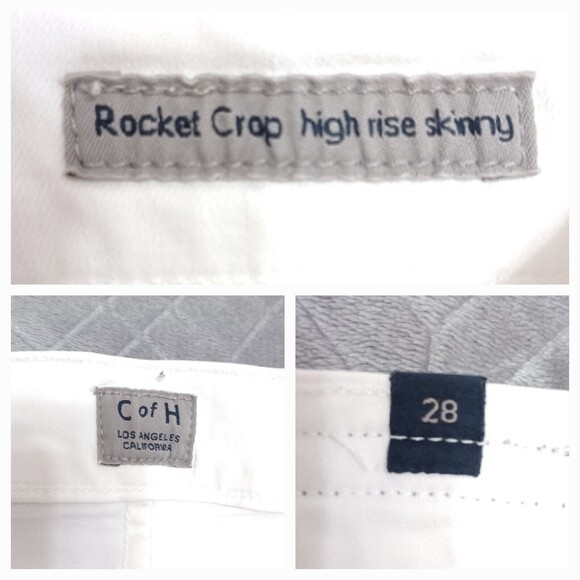 Rocket Crop high rise skinny
C of H
LOS ANGELES
CALIFORNIA
28